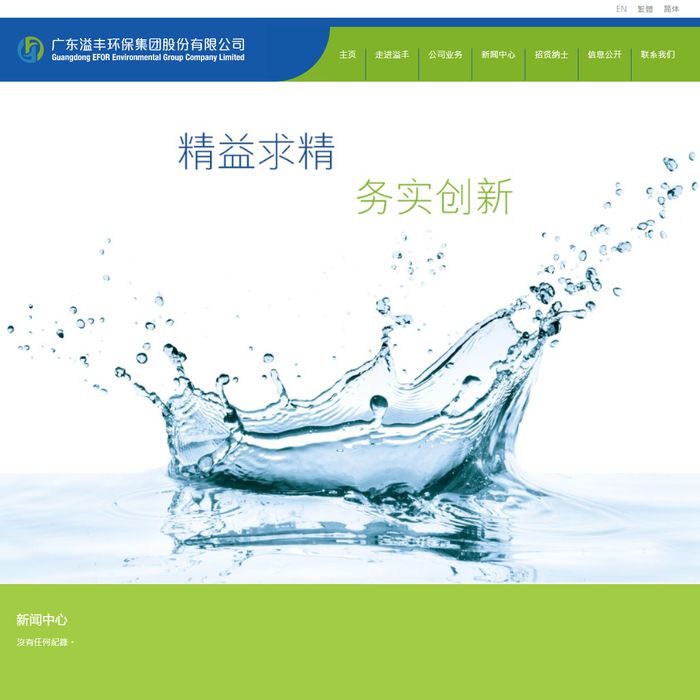 EN 繁體 简体
广东溢丰环保集团股份有限公司
Guangdong EFOR Environmental Group Company Limited
主页 走进溢丰 公司业务 新闻中心 招贤纳士 信息公开 联系我们
精益求精
务实创新
新闻中心
沒有任何紀錄。